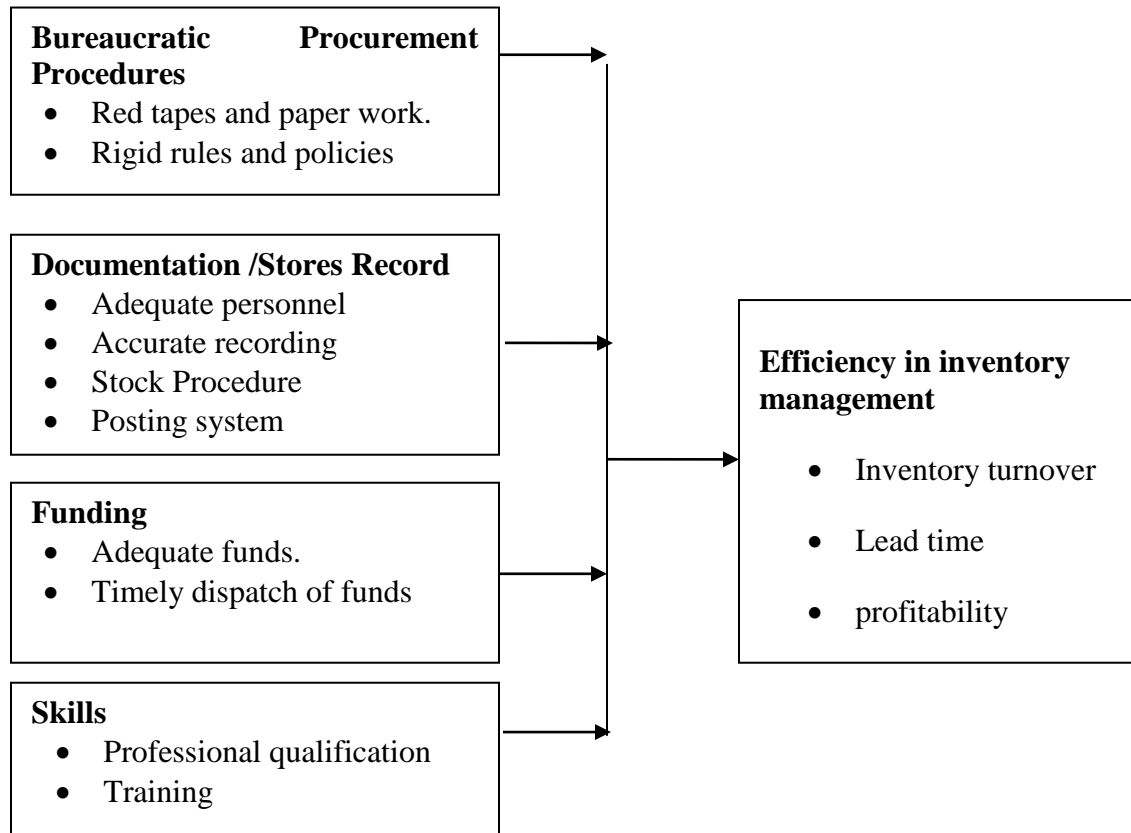 Bureaucratic Procurement
Procedures
• Red tapes and paper work.
• Rigid rules and policies
Documentation /Stores Record
• Adequate personnel
• Accurate recording
• Stock Procedure
• Posting system
Funding
• Adequate funds.
• Timely dispatch of funds
Skills
• Professional qualification
• Training
Efficiency in inventory
management
• Inventory turnover
• Lead time
• profitability